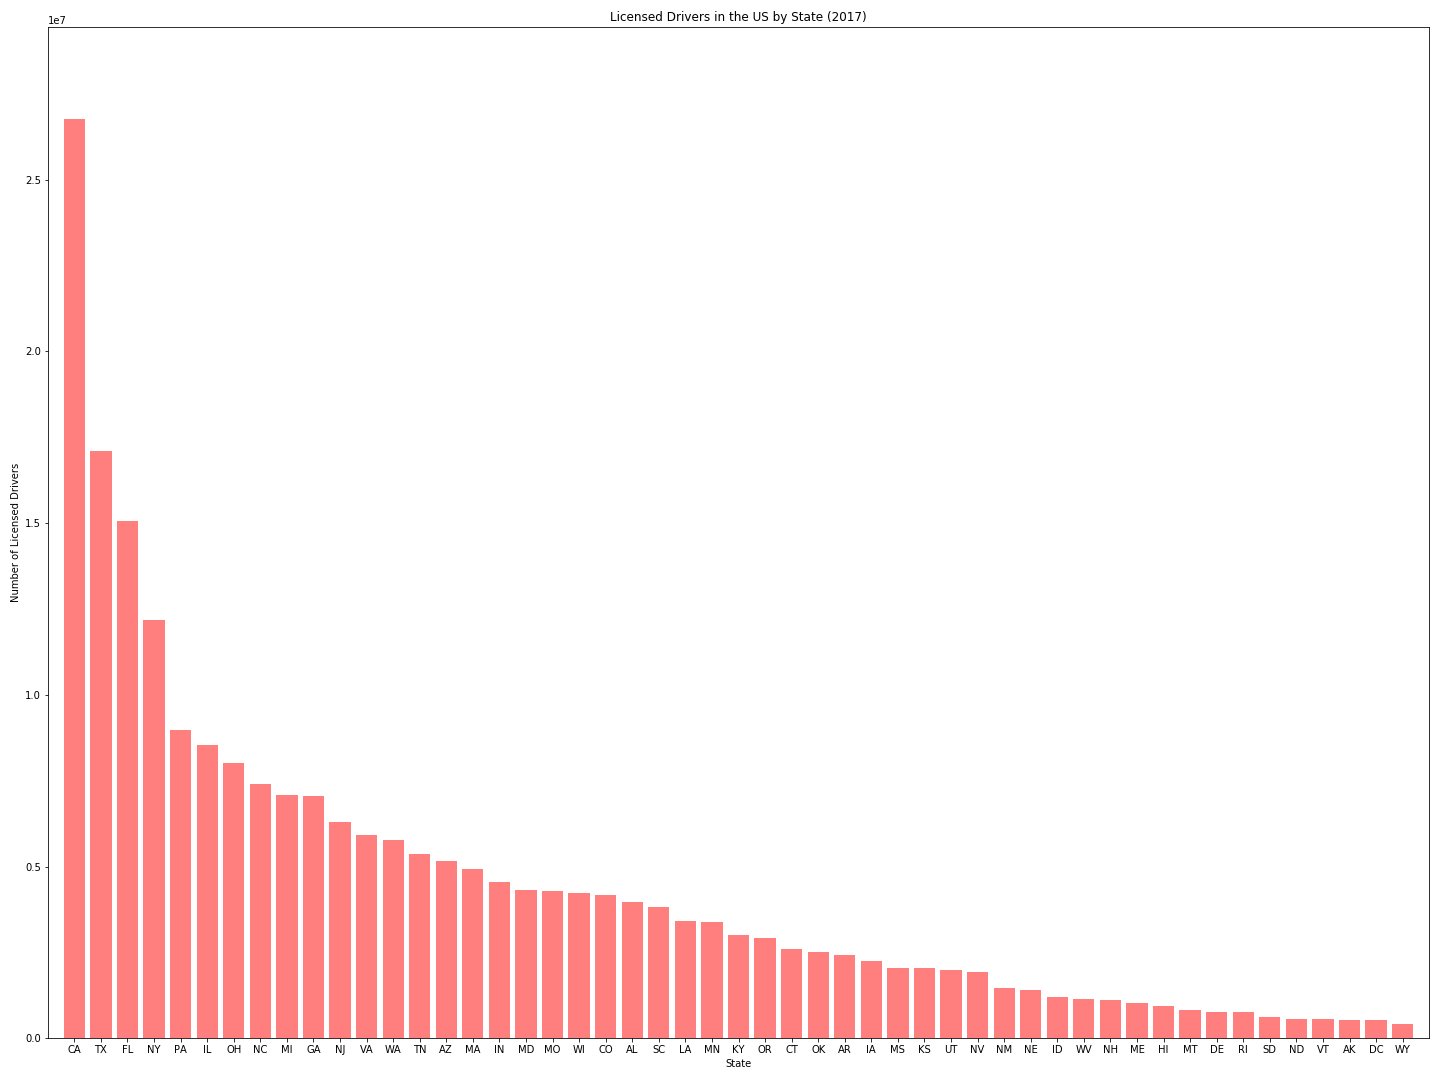 Licensed Drivers in the US by State (2017)
1e7
2.5
2.0
1.5
1.0
0.5
0.0
Number of Licensed Drivers
CA TX FL NY PA IL OH NC MI GA NJ VA WA TN AZ MA IN MD MO WI CO AL SC LA MN KY OR CT OK AR IA MS KS UT NV NM NE ID WV NH ME HI MT DE RI SD ND VT AK DC WY
State